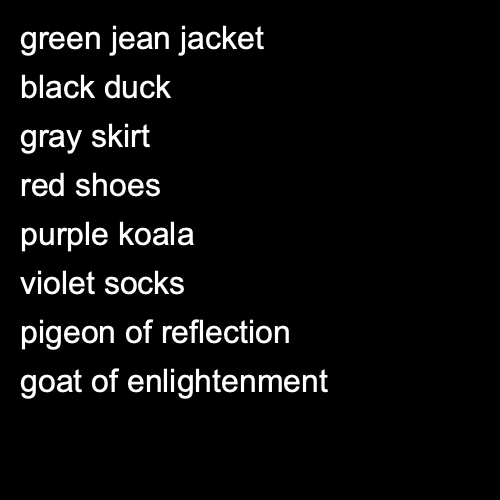 green jean jacket
black duck
gray skirt
red shoes
purple koala
violet socks
pigeon of reflection
goat of enlightenment